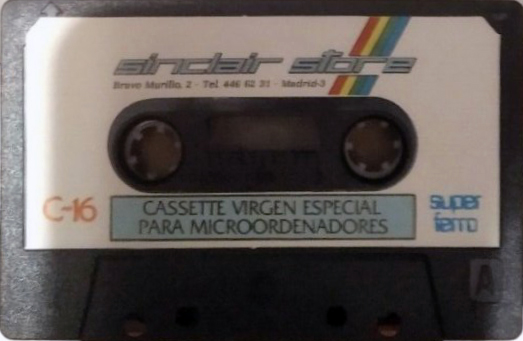 sinclair store
Bravo Murillo, 2 - Tel. 446 62 31 - Madrid-3
C-16
CASSETTE VIRGEN ESPECIAL
PARA MICROORDENADORES
super
ferro
A